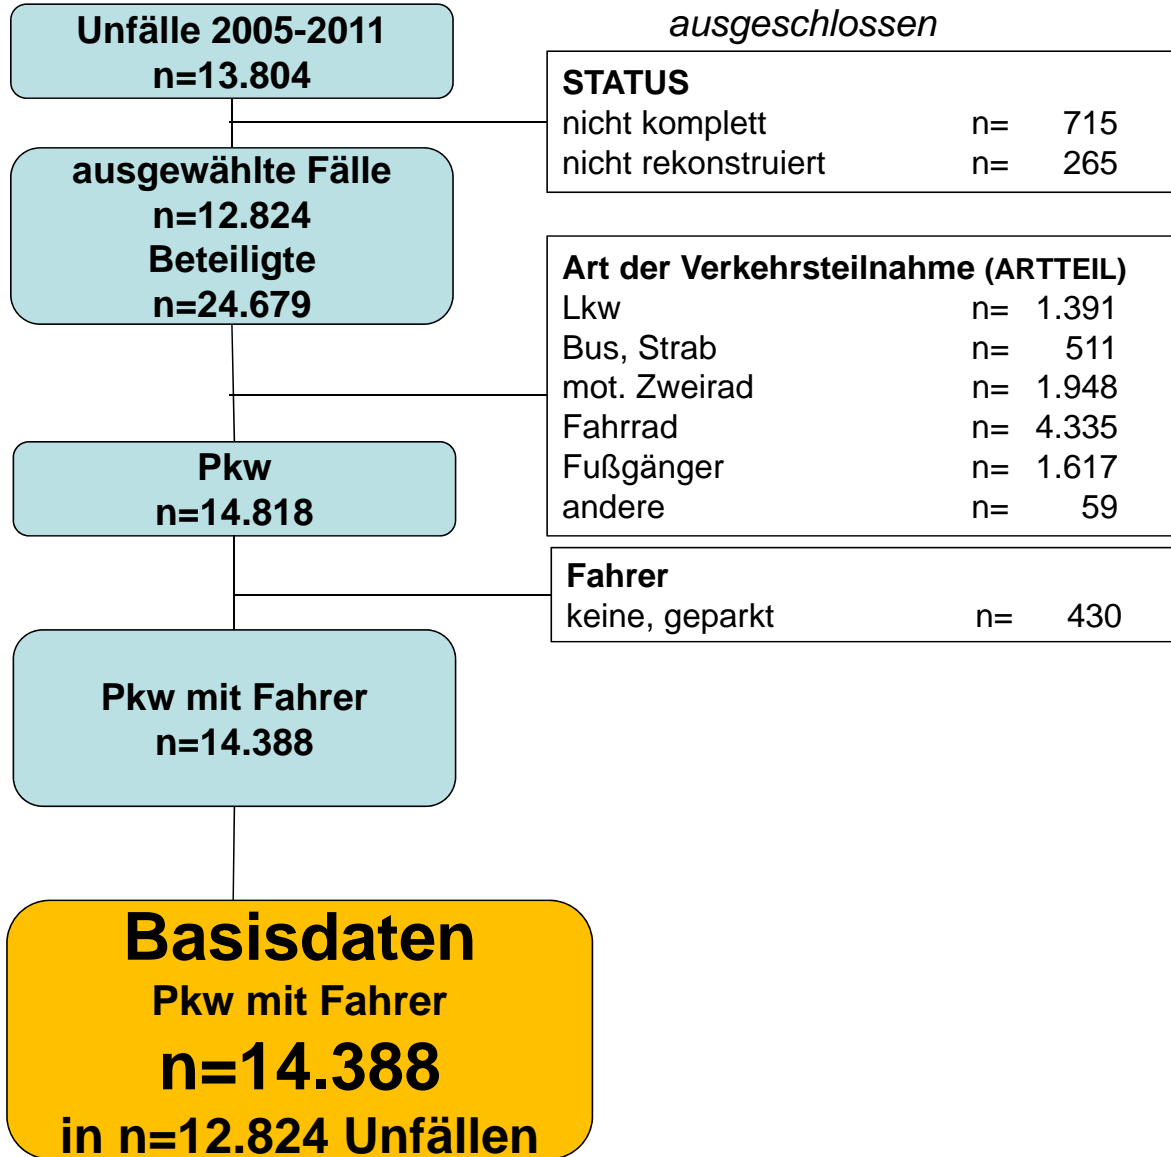 Unfälle 2005-2011
n=13.804
ausgeschlossen
STATUS
nicht komplett n= 715
nicht rekonstruiert n= 265
ausgewählte Fälle
n=12.824
Beteiligte
n=24.679
Art der Verkehrsteilnahme (ARTTEIL)
Lkw n= 1.391
Bus, Strab n= 511
mot. Zweirad n= 1.948
Fahrrad n= 4.335
Fußgänger n= 1.617
andere n= 59
Pkw
n=14.818
Fahrer
keine, geparkt n= 430
Pkw mit Fahrer
n=14.388
Basisdaten
Pkw mit Fahrer
n=14.388
in n=12.824 Unfällen